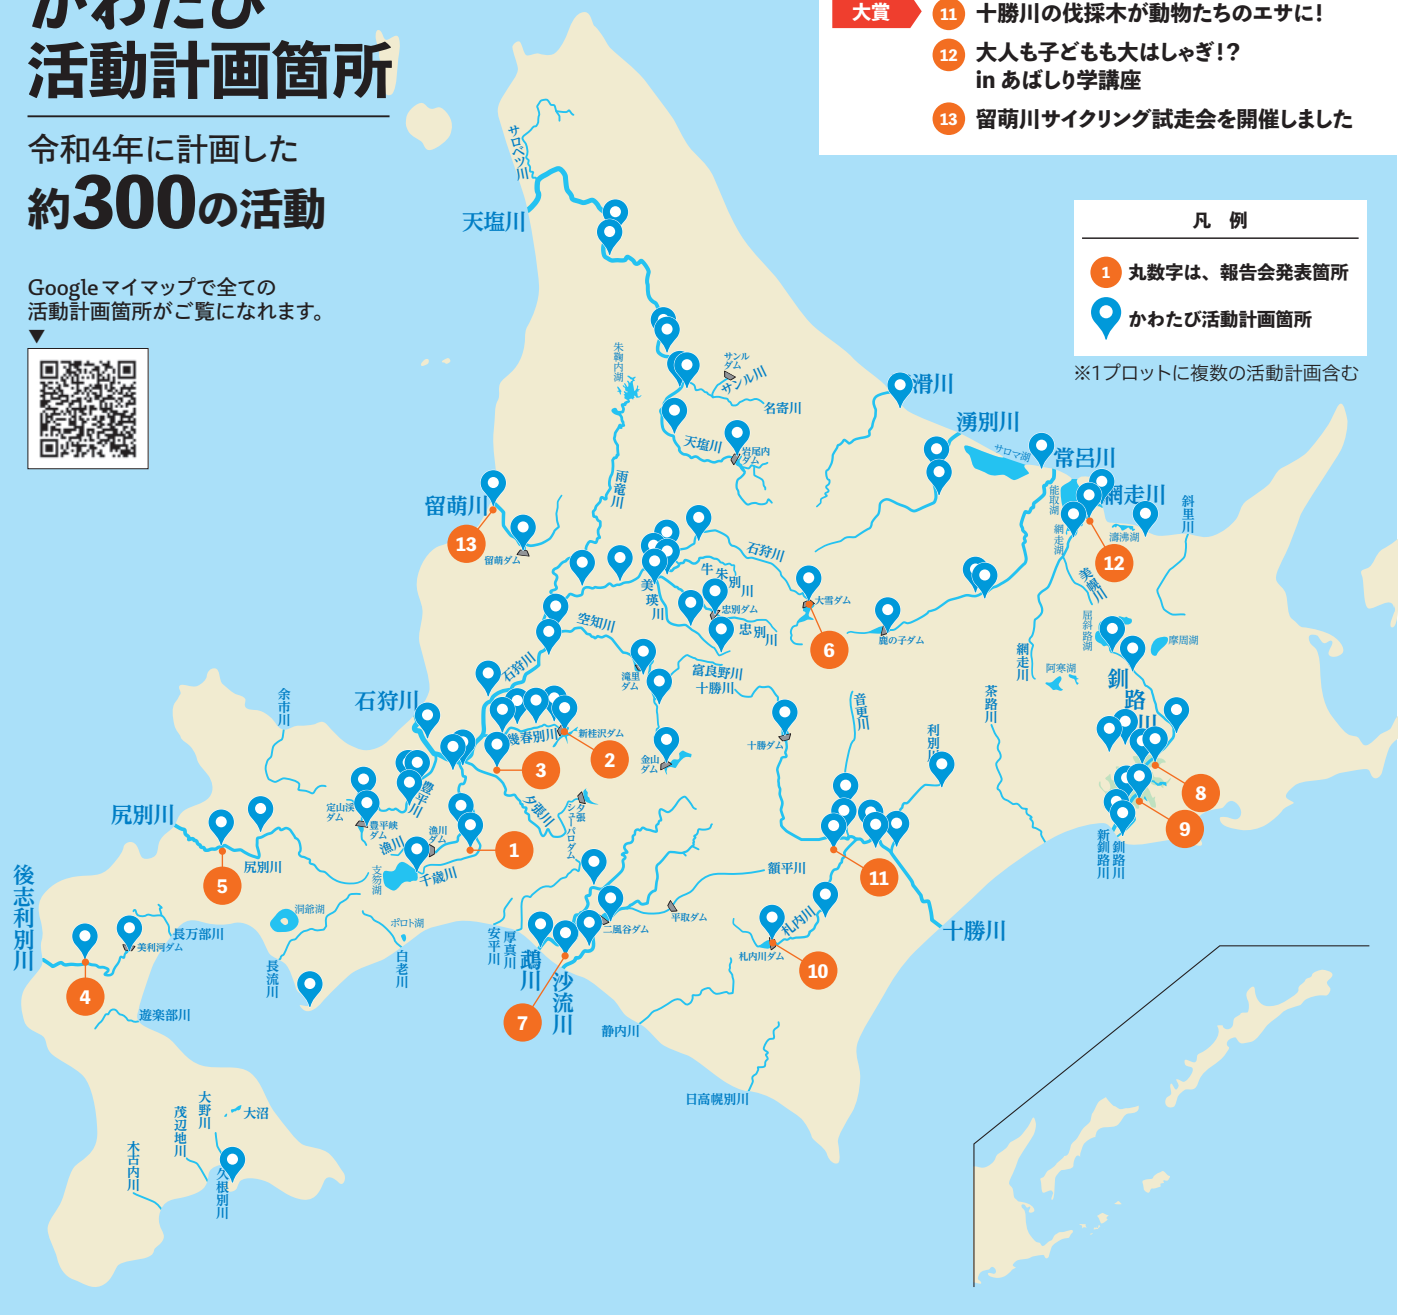 かわたび
活動計画箇所
令和4年に計画した
約300の活動
Googleマイマップで全ての
活動計画箇所がご覧になれます。
▼
大賞
11 十勝川の伐採木が動物たちのエサに!
12 大人も子どもも大はしゃぎ!?
in あばしり学講座
13 留萌川サイクリング試走会を開催しました
凡 例
1 丸数字は、報告会発表箇所
かわたび活動計画箇所
※1プロットに複数の活動計画含む
サロベツ川
天塩川
朱鞠内湖
サンル
ダム
サンル川
名寄川
天塩川
岩尾内
ダム
雨竜川
滑川
湧別川
サロマ湖
常呂川
能取湖
網走川
網走湖
濤沸湖
斜里川
12
美幌川
留萌川
13
留萌ダム
石狩川
牛朱別川
美瑛川
忠別ダム
忠別川
大雪ダム
6
鹿の子ダム
屈斜路湖
摩周湖
網走川
阿寒湖
釧路川
空知川
石狩川
滝里
ダム
富良野川
十勝川
音更川
茶路川
利別川
余市川
石狩川
幾春別川
新桂沢ダム
2
3
金山
ダム
十勝ダム
8
9
新釧路川
釧路川
豊平川
定山渓
ダム
豊平峡
ダム
漁川
漁川
ダム
夕張川
夕張
シューパロダム
1
尻別川
5
尻別川
支笏湖
千歳川
額平川
11
後志利別川
洞爺湖
ポロト湖
長万部川
美利河ダム
4
長流川
白老川
安平川
厚真川
鵡川
沙流川
7
二風谷ダム
平取ダム
札内川
札内川ダム
10
十勝川
遊楽部川
静内川
日高幌別川
大野川
大沼
茂辺地川
木古内川
久根別川